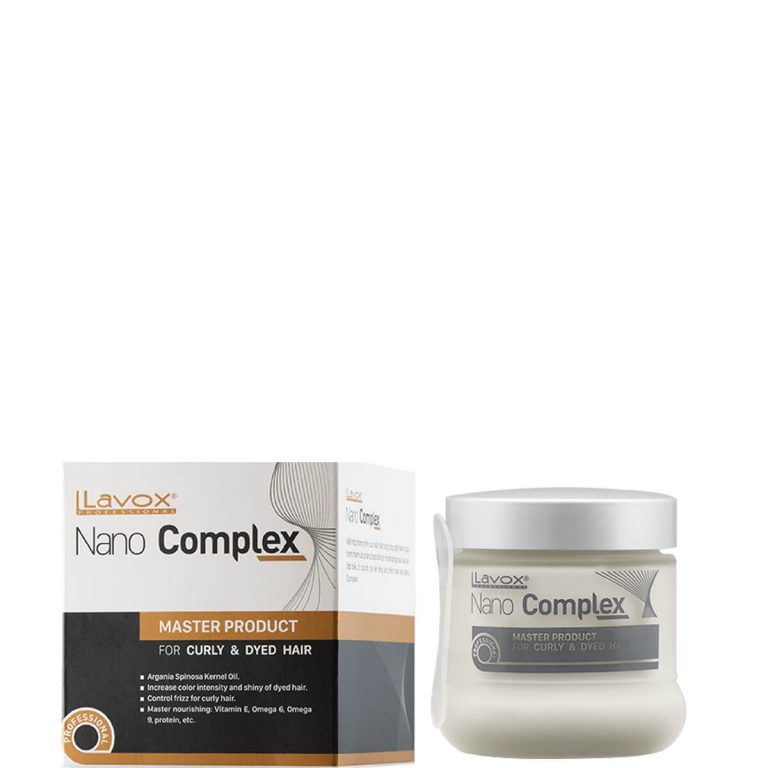 Lavox®
PROFESSIONAL
Nano Complex
MASTER PRODUCT
FOR CURLY & DYED HAIR
Argania Spinosa Kernel Oil.
Increase color intensity and shiny of dyed hair.
Control frizz for curly hair.
Master nourishing: Vitamin E, Omega 6, Omega
9, protein, etc.
PROFESSIONAL
Lavox®
Nano Complex
Complex.
Lavox®
PROFESSIONAL
Nano Complex
MASTER PRODUCT
FOR CURLY & DYED HAIR
PROFESSIONAL